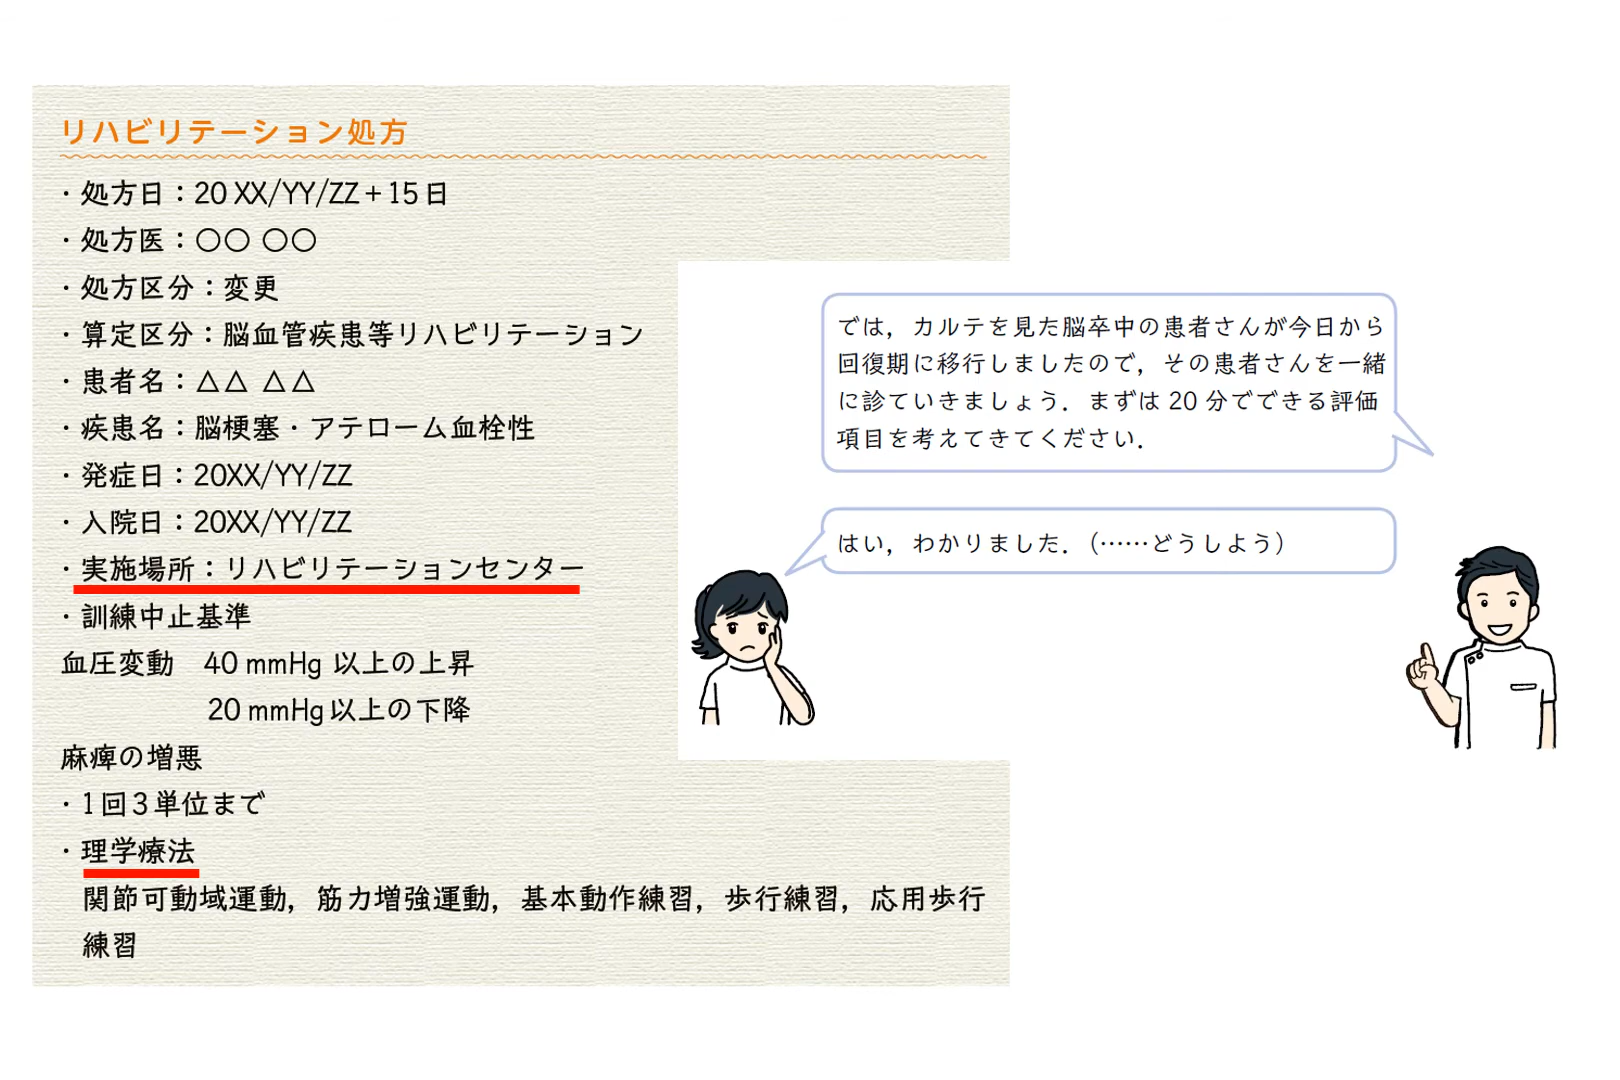 リハビリテーション処方
・処方日：20 XX/YY/ZZ＋15日
・処方医：○○ ○○
・処方区分：変更
・算定区分：脳血管疾患等リハビリテーション
・患者名：△△ △△
・疾患名：脳梗塞・アテローム血栓性
・発症日：20XX/YY/ZZ
・入院日：20XX/YY/ZZ
・実施場所：リハビリテーションセンター
・訓練中止基準
血圧変動　40 mmHg 以上の上昇
20 mmHg以上の下降
麻痺の増悪
・1回3単位まで
・理学療法
関節可動域運動，筋力増強運動，基本動作練習，歩行練習，応用歩行
練習
では，カルテを見た脳卒中の患者さんが今日から
回復期に移行しましたので，その患者さんを一緒
に診ていきましょう．まずは 20 分でできる評価
項目を考えてきてください．
はい，わかりました．（……どうしよう）